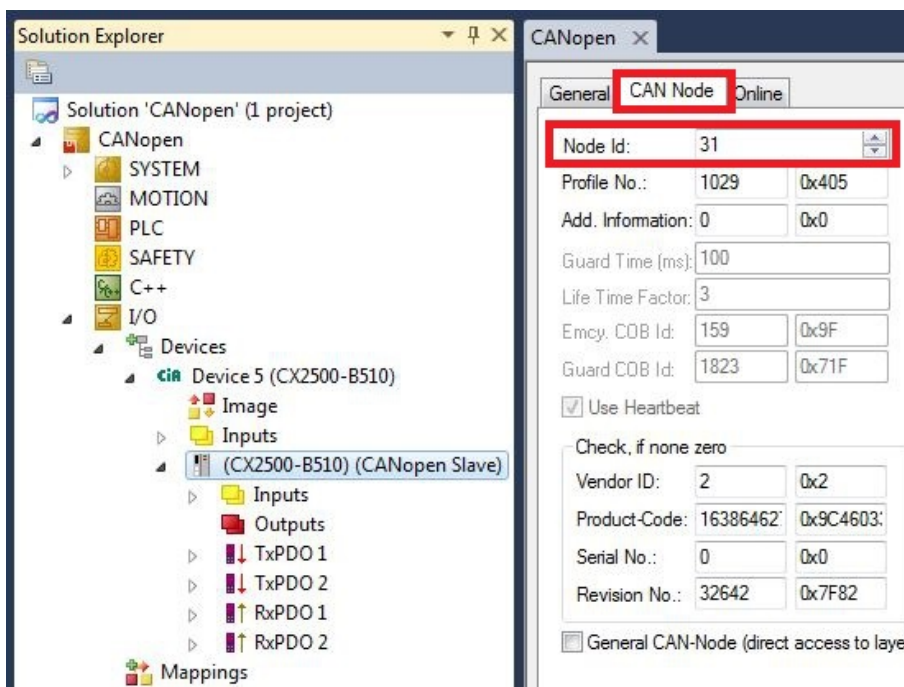 Solution Explorer
Solution 'CANopen' (1 project)
CANopen
SYSTEM
MOTION
PLC
SAFETY
C++
I/O
Devices
CiA Device 5 (CX2500-B510)
Image
Inputs
(CX2500-B510) (CANopen Slave)
Inputs
Outputs
TxPDO 1
TxPDO 2
RxPDO 1
RxPDO 2
Mappings
CANopen
General CAN Node Online
Node Id: 31
Profile No.: 1029 0x405
Add. Information: 0 0x0
Guard Time (ms): 100
Life Time Factor: 3
Emcy. COB Id: 159 0x9F
Guard COB Id: 1823 0x71F
Use Heartbeat
Check, if none zero
Vendor ID: 2 0x2
Product-Code: 16386462 0x9C4603
Serial No.: 0 0x0
Revision No.: 32642 0x7F82
General CAN-Node (direct access to laye